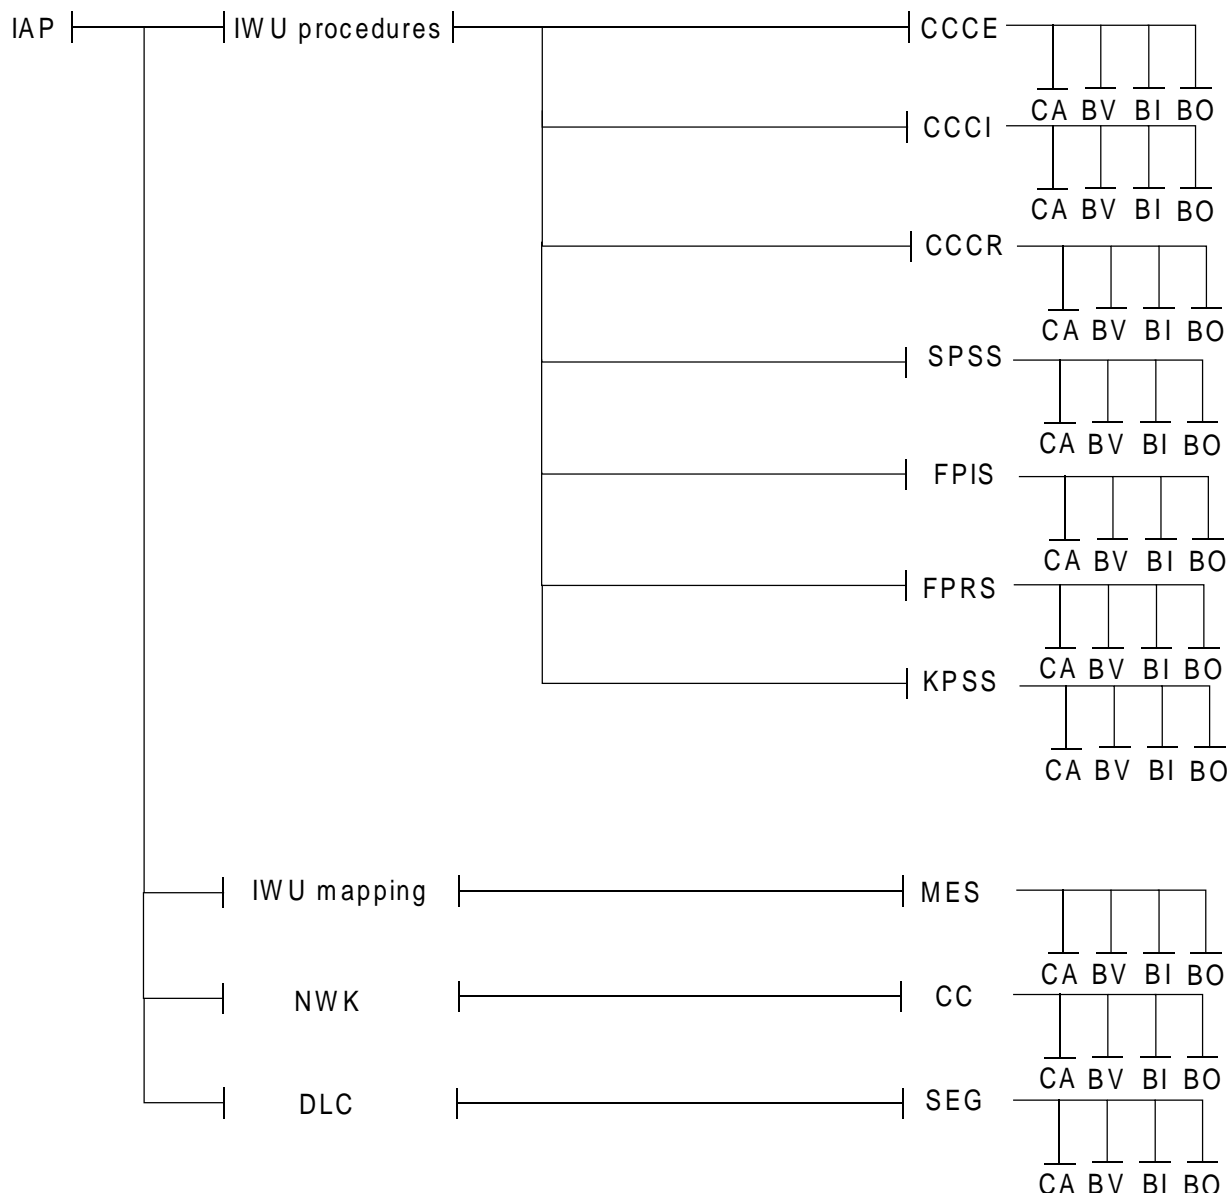 IAP IWU procedures CCCE
CA BV BI BO
CCCI
CA BV BI BO
CCCR
CA BV BI BO
SPSS
CA BV BI BO
FPIS
CA BV BI BO
FPRS
CA BV BI BO
KPSS
CA BV BI BO
IWU mapping MES
CA BV BI BO
NWK CC
CA BV BI BO
DLC SEG
CA BV BI BO